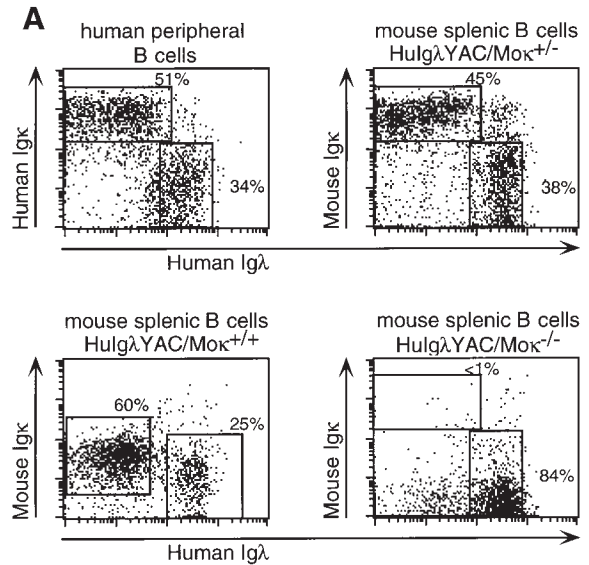 A
human peripheral
B cells
51%
34%
Human Igκ
mouse splenic B cells
HuIgλYAC/Moκ+/-
45%
38%
Mouse Igκ
Human Igλ
mouse splenic B cells
HuIgλYAC/Moκ+/+
60%
25%
Mouse Igκ
mouse splenic B cells
HuIgλYAC/Moκ-/-
<1%
84%
Mouse Igκ
Human Igλ